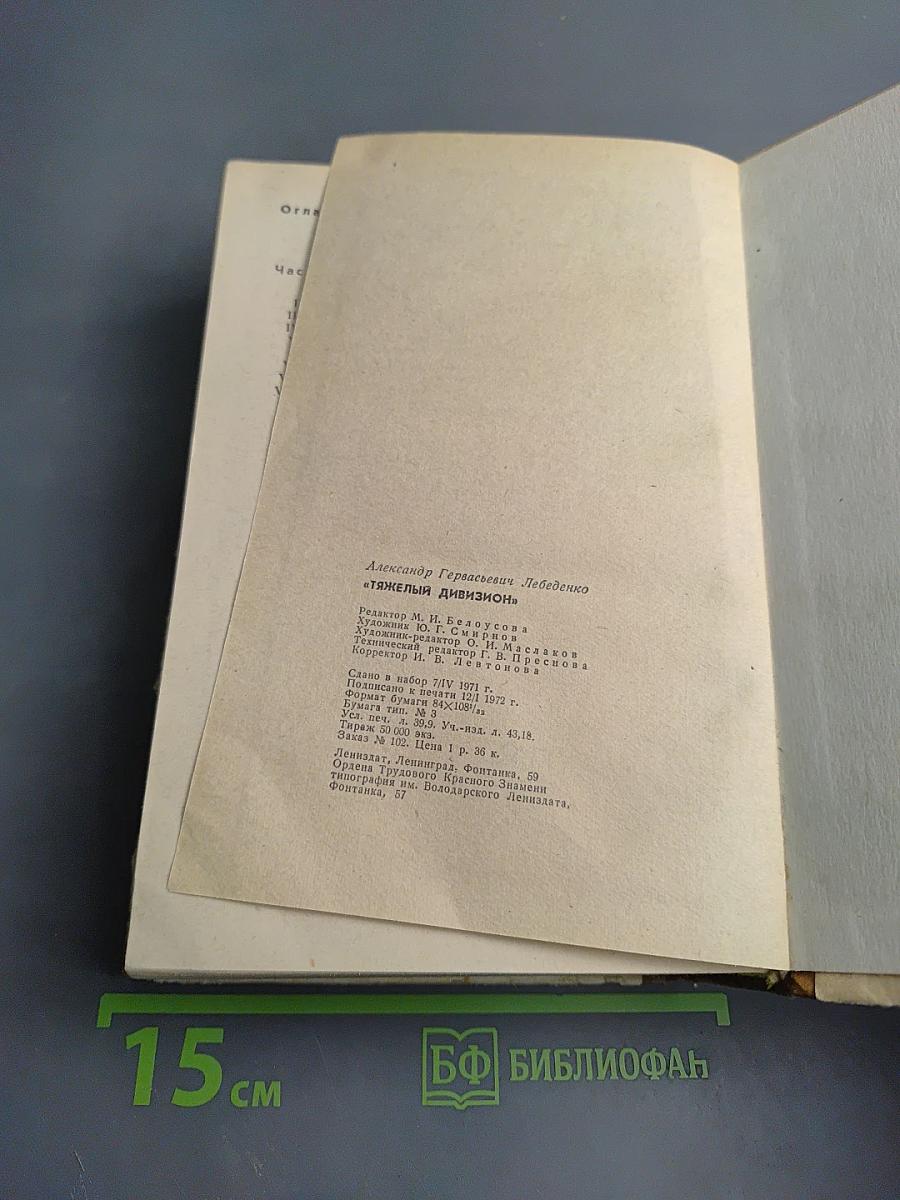 Александр Гервасьевич Лебеденко
«ТЯЖЕЛЫЙ ДИВИЗИОН»
Редактор М. И. Белоусова
Художник Ю. Г. Смирнов
Художник-редактор О. И. Маслаков
Технический редактор Г. В. Преснова
Корректор И. В. Левтонова
Сдано в набор 7/IV 1971 г.
Подписано к печати 12/I 1972 г.
Формат бумаги 84×108¹/₃₂
Бумага тип. № 3
Усл. печ. л. 39,9. Уч.-изд. л. 43,18.
Тираж 50 000 экз.
Заказ № 102. Цена 1 р. 36 к.
Лениздат, Ленинград, Фонтанка, 59
Ордена Трудового Красного Знамени
типография им. Володарского Лениздата,
Фонтанка, 57
15 см
БФ БИБЛИОФАН